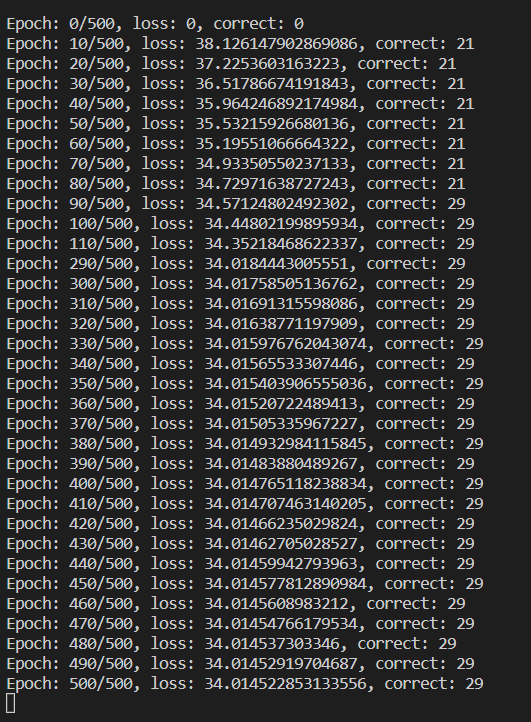 Epoch: 0/500, loss: 0, correct: 0
Epoch: 10/500, loss: 38.126147902869086, correct: 21
Epoch: 20/500, loss: 37.2253603163223, correct: 21
Epoch: 30/500, loss: 36.51786674191843, correct: 21
Epoch: 40/500, loss: 35.964246892174984, correct: 21
Epoch: 50/500, loss: 35.53215926680136, correct: 21
Epoch: 60/500, loss: 35.19551066664322, correct: 21
Epoch: 70/500, loss: 34.93350550237133, correct: 21
Epoch: 80/500, loss: 34.72971638727243, correct: 21
Epoch: 90/500, loss: 34.57124802492302, correct: 29
Epoch: 100/500, loss: 34.44802199895934, correct: 29
Epoch: 110/500, loss: 34.35218468622337, correct: 29
Epoch: 290/500, loss: 34.0184443005551, correct: 29
Epoch: 300/500, loss: 34.01758505136762, correct: 29
Epoch: 310/500, loss: 34.01691315598086, correct: 29
Epoch: 320/500, loss: 34.01638771197909, correct: 29
Epoch: 330/500, loss: 34.015976762043074, correct: 29
Epoch: 340/500, loss: 34.01565533307446, correct: 29
Epoch: 350/500, loss: 34.015403906555036, correct: 29
Epoch: 360/500, loss: 34.01520722489413, correct: 29
Epoch: 370/500, loss: 34.01505335967227, correct: 29
Epoch: 380/500, loss: 34.014932984115845, correct: 29
Epoch: 390/500, loss: 34.01483880489267, correct: 29
Epoch: 400/500, loss: 34.014765118238834, correct: 29
Epoch: 410/500, loss: 34.014707463140205, correct: 29
Epoch: 420/500, loss: 34.01466235029824, correct: 29
Epoch: 430/500, loss: 34.01462705028527, correct: 29
Epoch: 440/500, loss: 34.01459942793963, correct: 29
Epoch: 450/500, loss: 34.014577812890984, correct: 29
Epoch: 460/500, loss: 34.0145608983212, correct: 29
Epoch: 470/500, loss: 34.01454766179534, correct: 29
Epoch: 480/500, loss: 34.014537303346, correct: 29
Epoch: 490/500, loss: 34.01452919704687, correct: 29
Epoch: 500/500, loss: 34.014522853133556, correct: 29